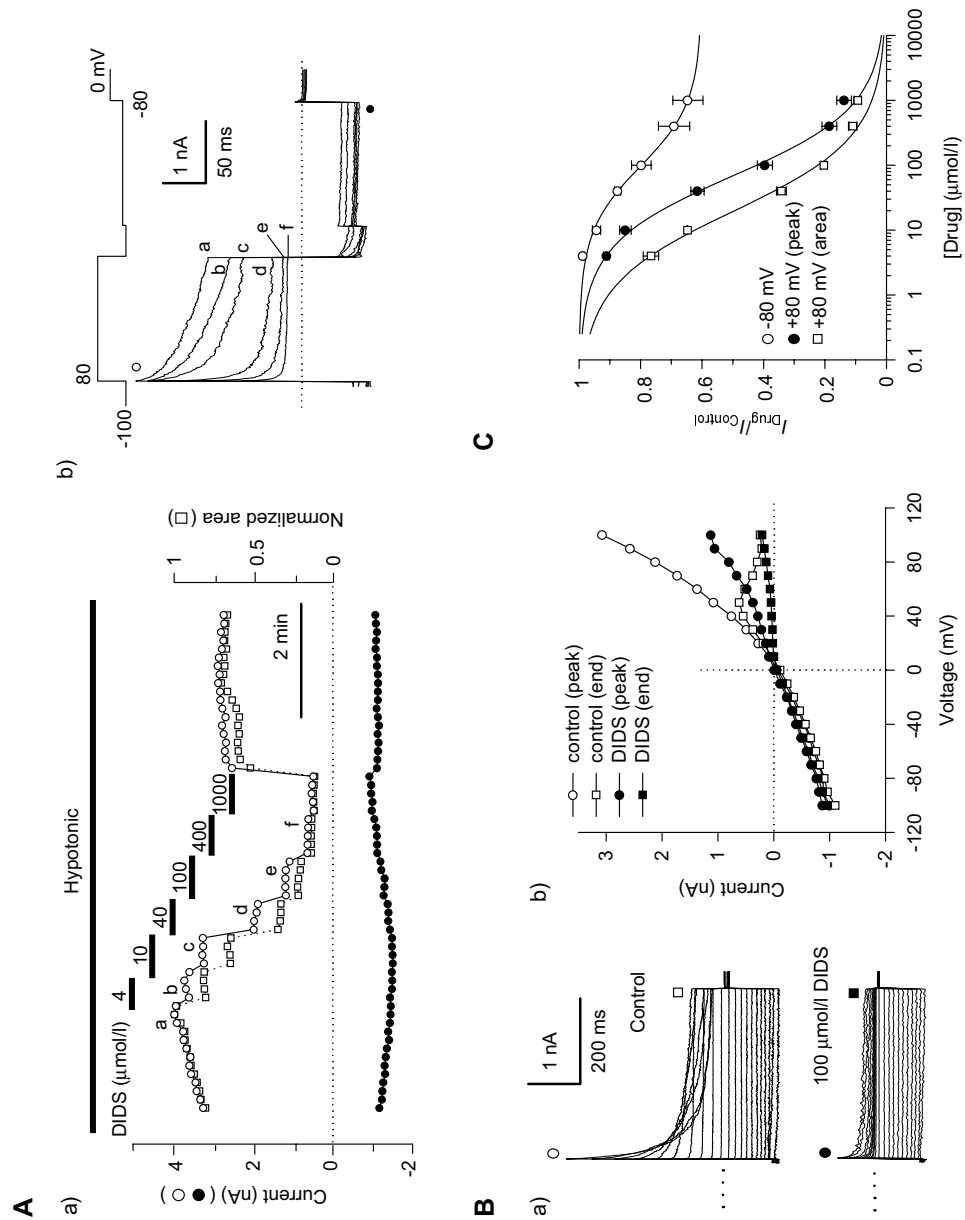 A
a)
Hypotonic
DIDS (μmol/l)
4
10
40
100
400
1000
a
b
c
d
e
f
2 min
4
2
0
-2
Current (nA)
( ○ ● )
1
0.5
0
Normalized area ( □ )
b)
80
-100
0 mV
-80
1 nA
50 ms
a
b
c
d
e
f
B
a)
1 nA
200 ms
Control
100 μmol/l DIDS
b)
control (peak)
control (end)
DIDS (peak)
DIDS (end)
3
2
1
0
-1
-2
Current (nA)
-120
-80
-40
0
40
80
120
Voltage (mV)
C
1
0.8
0.6
0.4
0.2
0
IDrug/IControl
-80 mV
+80 mV (peak)
+80 mV (area)
0.1
1
10
100
1000
10000
[Drug] (μmol/l)